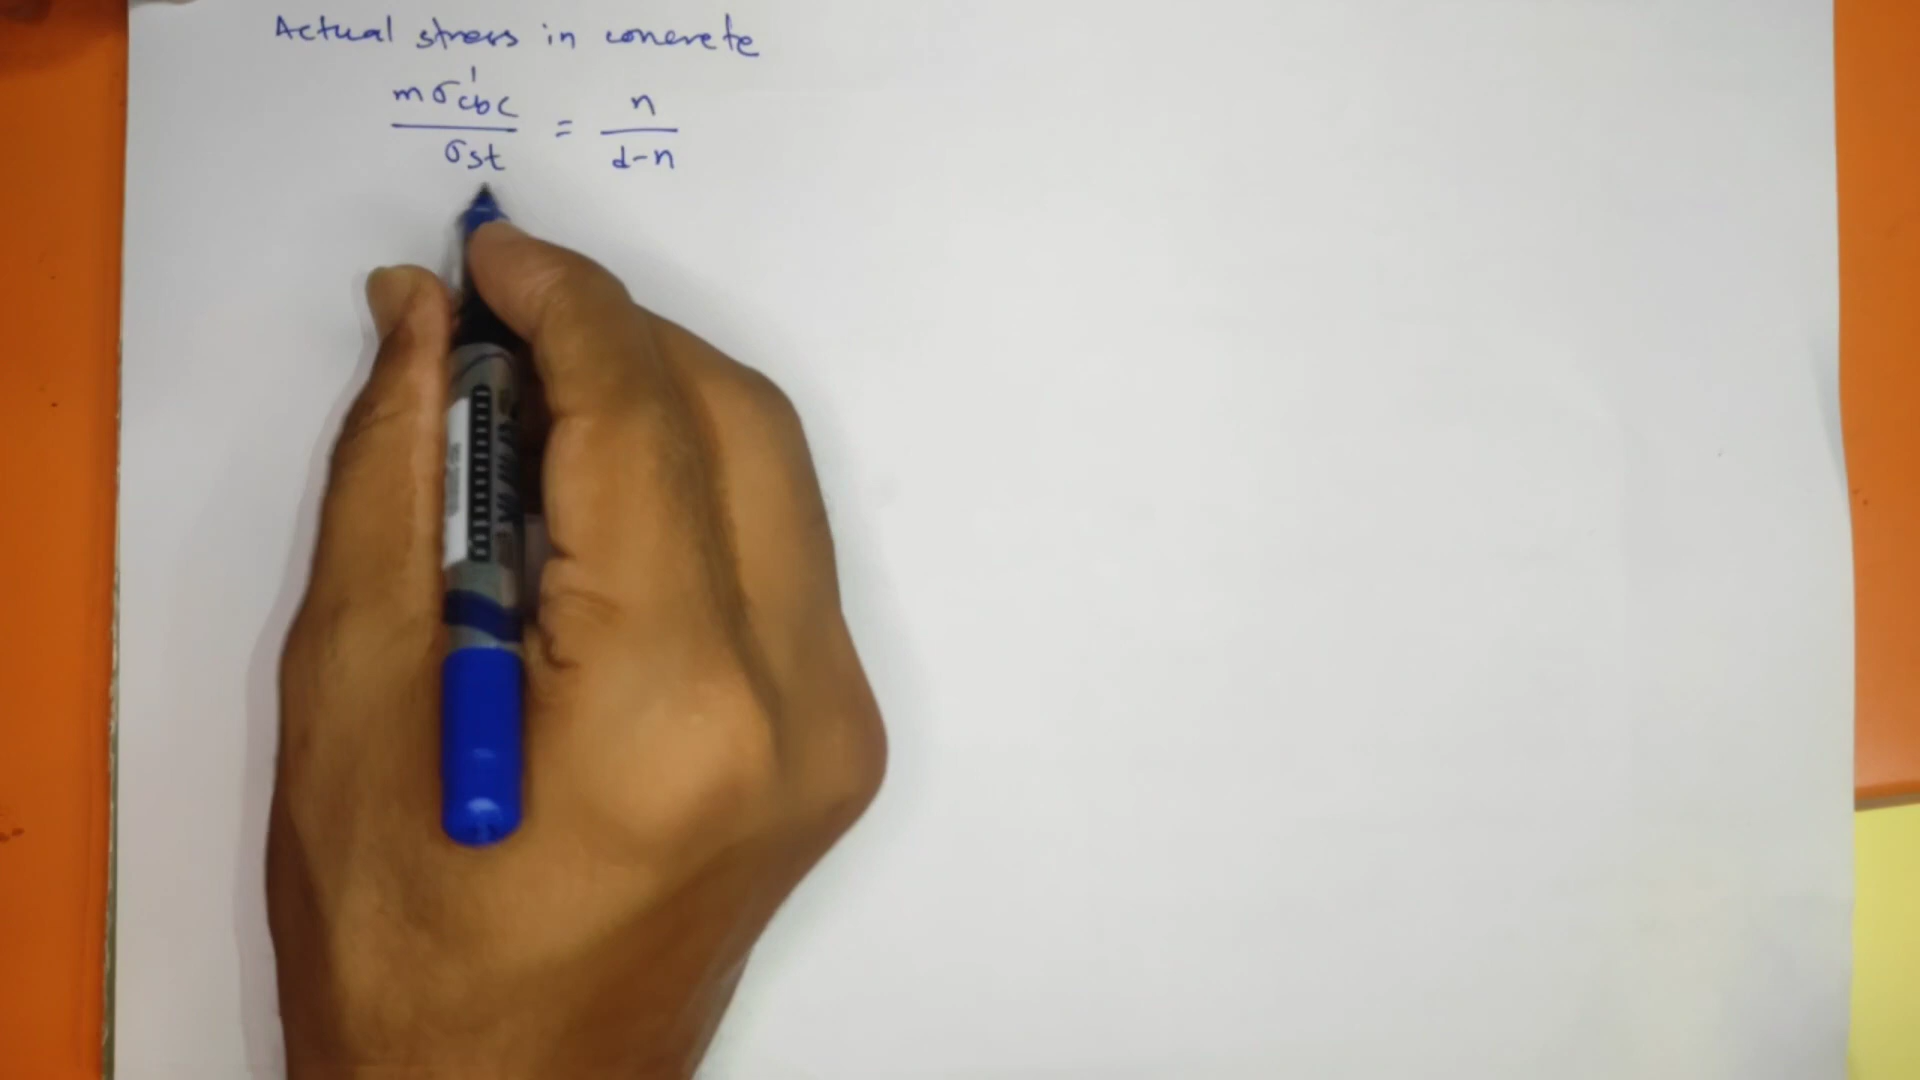 Actual stress in concrete
mσ'cbc / σst = n / d-n